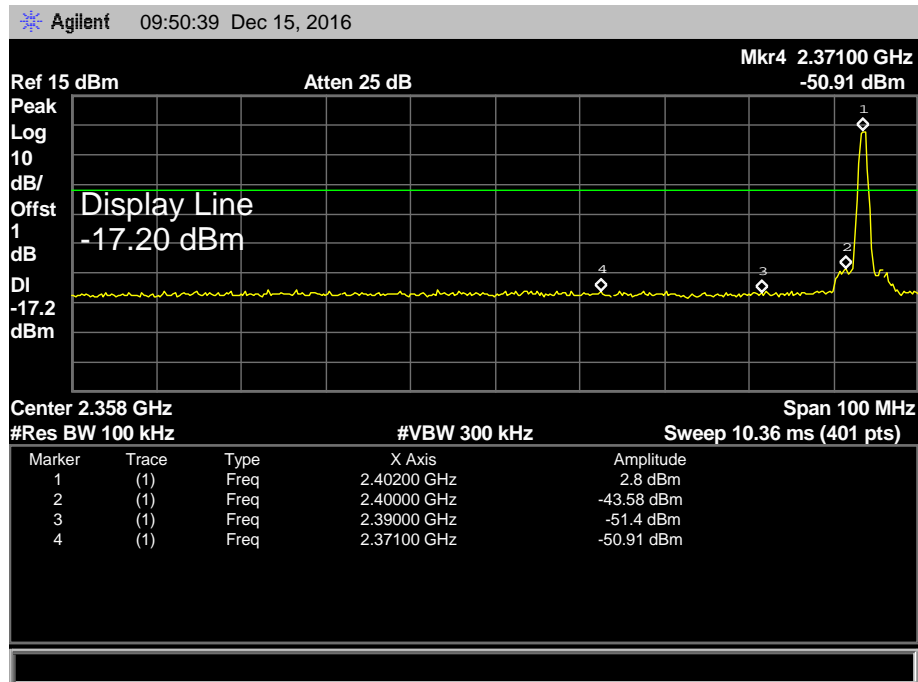 Agilent 09:50:39 Dec 15, 2016
Mkr4 2.37100 GHz
Ref 15 dBm Atten 25 dB -50.91 dBm
Peak
Log
10
dB/
Offst
1
dB
DI
-17.2
dBm
1
Display Line
-17.20 dBm
2
4
3
Center 2.358 GHz Span 100 MHz
#Res BW 100 kHz #VBW 300 kHz Sweep 10.36 ms (401 pts)
Marker Trace Type X Axis Amplitude
1 (1) Freq 2.40200 GHz 2.8 dBm
2 (1) Freq 2.40000 GHz -43.58 dBm
3 (1) Freq 2.39000 GHz -51.4 dBm
4 (1) Freq 2.37100 GHz -50.91 dBm